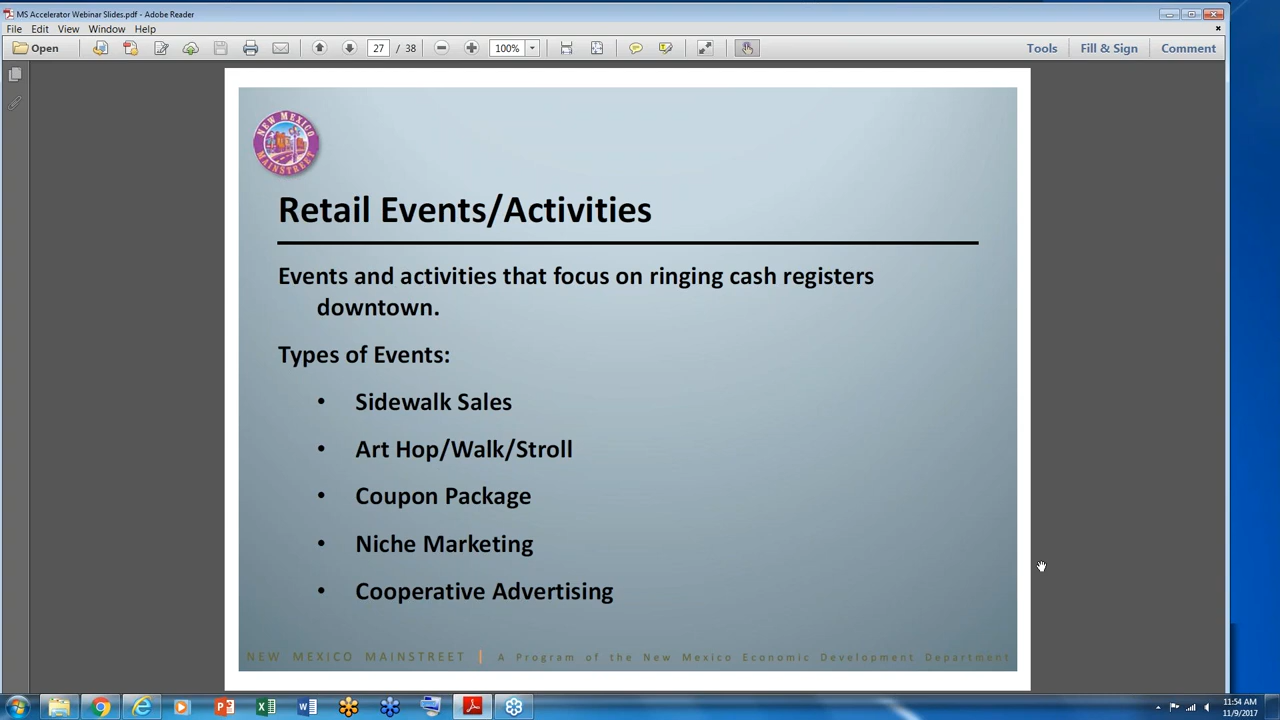 MS Accelerator Webinar Slides.pdf - Adobe Reader
File Edit View Window Help
Open 27 / 38 100% Tools Fill & Sign Comment
NEW MEXICO
MAINSTREET
Retail Events/Activities
Events and activities that focus on ringing cash registers
downtown.
Types of Events:
• Sidewalk Sales
• Art Hop/Walk/Stroll
• Coupon Package
• Niche Marketing
• Cooperative Advertising
NEW MEXICO MAINSTREET | A Program of the New Mexico Economic Development Department
11:54 AM
11/9/2017